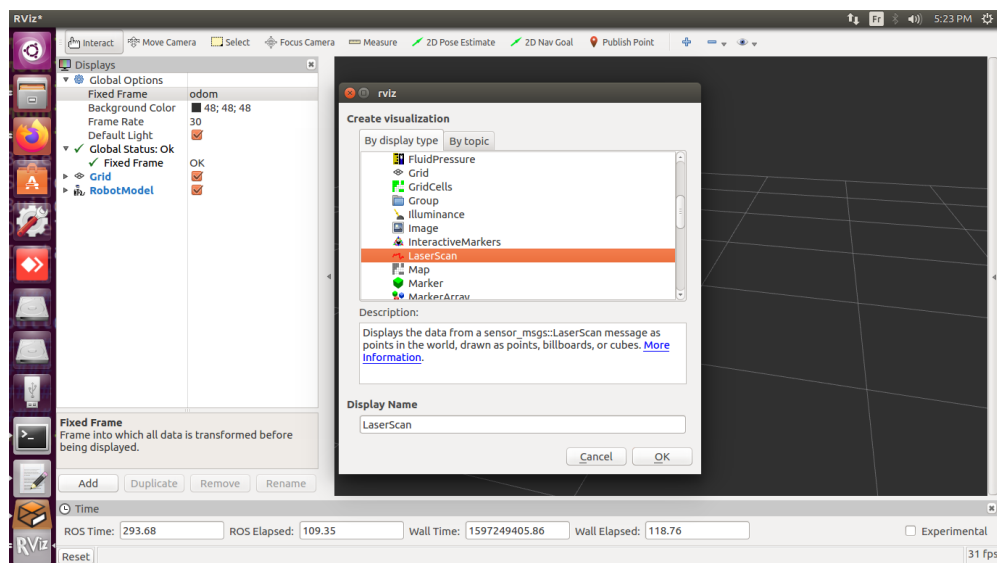 RViz*
Fr
5:23 PM
Interact
Move Camera
Select
Focus Camera
Measure
2D Pose Estimate
2D Nav Goal
Publish Point
Displays
Global Options
Fixed Frame odom
Background Color 48; 48; 48
Frame Rate 30
Default Light
Global Status: Ok
Fixed Frame OK
Grid
RobotModel
Fixed Frame
Frame into which all data is transformed before
being displayed.
Add Duplicate Remove Rename
rviz
Create visualization
By display type By topic
FluidPressure
Grid
GridCells
Group
Illuminance
Image
InteractiveMarkers
LaserScan
Map
Marker
MarkerArray
Description:
Displays the data from a sensor_msgs::LaserScan message as
points in the world, drawn as points, billboards, or cubes. More
Information.
Display Name
LaserScan
Cancel OK
Time
ROS Time: 293.68 ROS Elapsed: 109.35 Wall Time: 1597249405.86 Wall Elapsed: 118.76 Experimental
Reset 31 fps
RViz